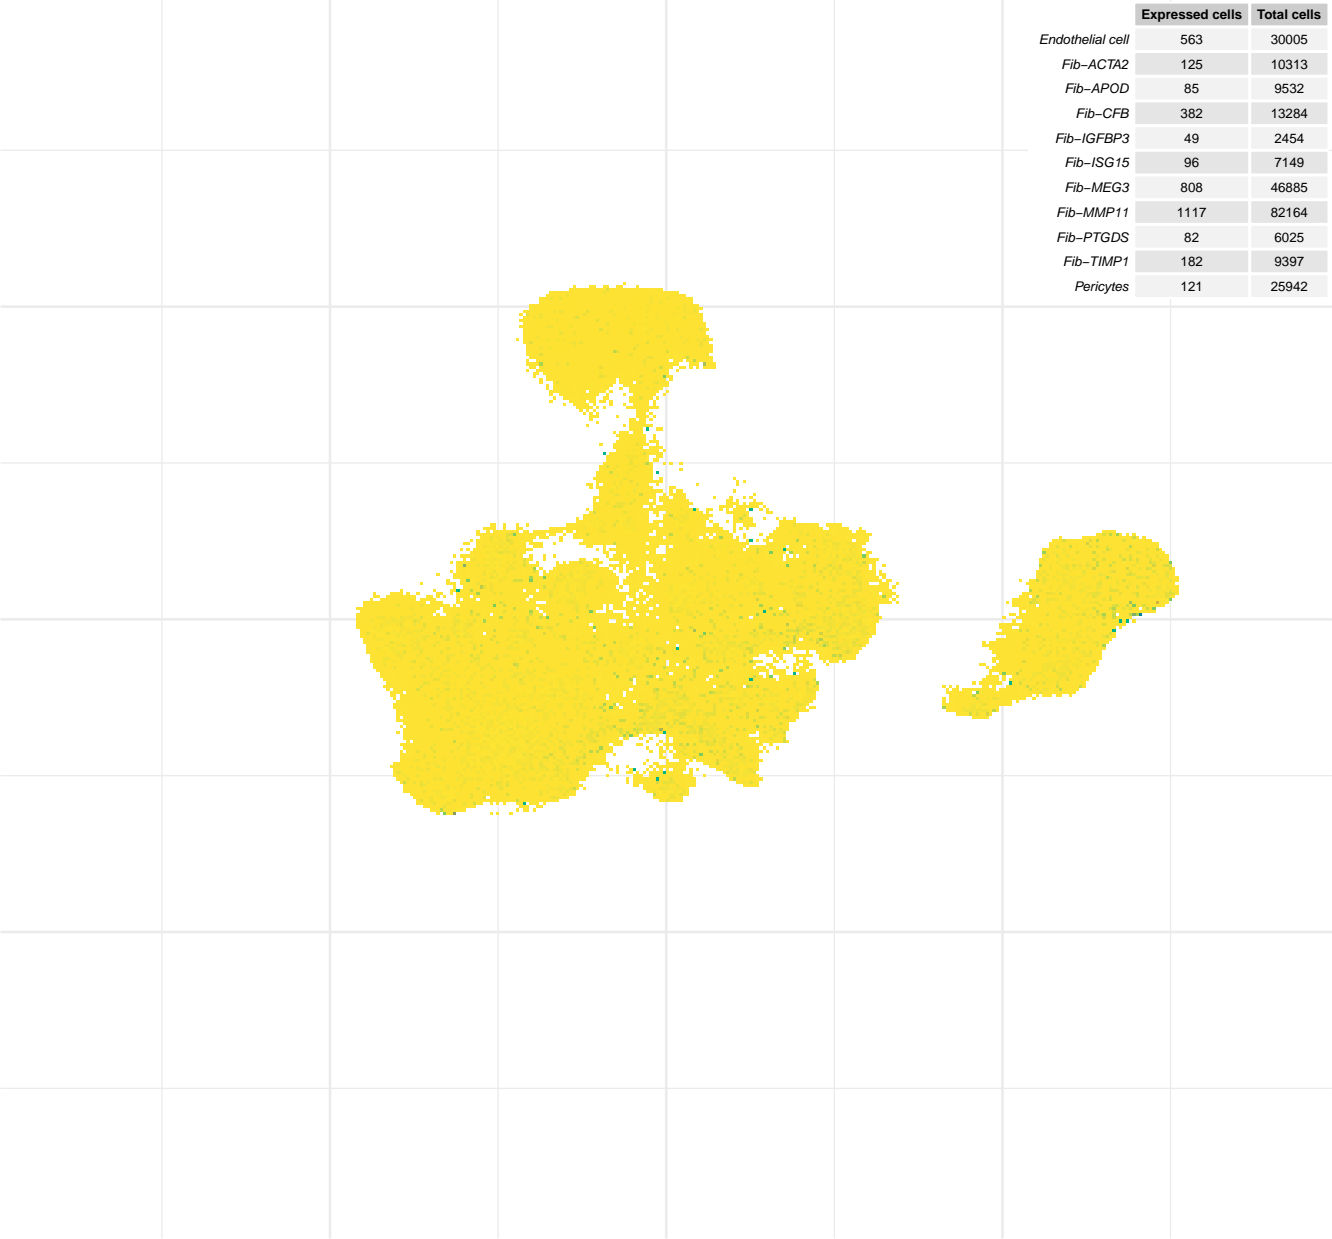 Expressed cells Total cells
Endothelial cell 563 30005
Fib−ACTA2 125 10313
Fib−APOD 85 9532
Fib−CFB 382 13284
Fib−IGFBP3 49 2454
Fib−ISG15 96 7149
Fib−MEG3 808 46885
Fib−MMP11 1117 82164
Fib−PTGDS 82 6025
Fib−TIMP1 182 9397
Pericytes 121 25942